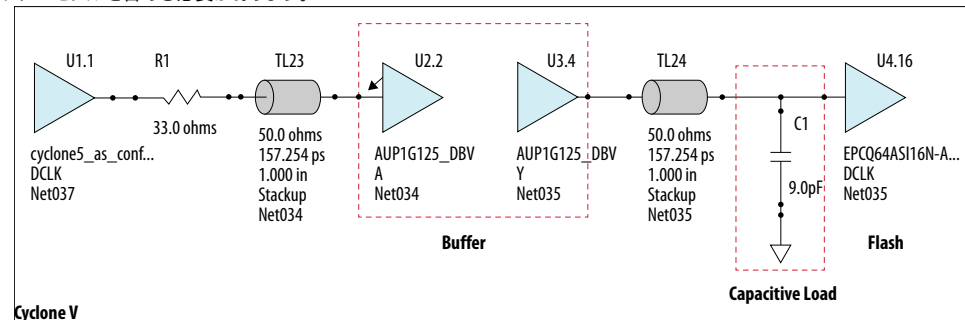 U1.1
R1
TL23
U2.2
U3.4
TL24
U4.16
33.0 ohms
C1
9.0pF
cyclone5_as_conf...
DCLK
Net037
50.0 ohms
157.254 ps
1.000 in
Stackup
Net034
AUP1G125_DBV
A
Net034
AUP1G125_DBV
Y
Net035
50.0 ohms
157.254 ps
1.000 in
Stackup
Net035
EPCQ64ASI16N-A...
DCLK
Net035
Buffer
Flash
Capacitive Load
Cyclone V